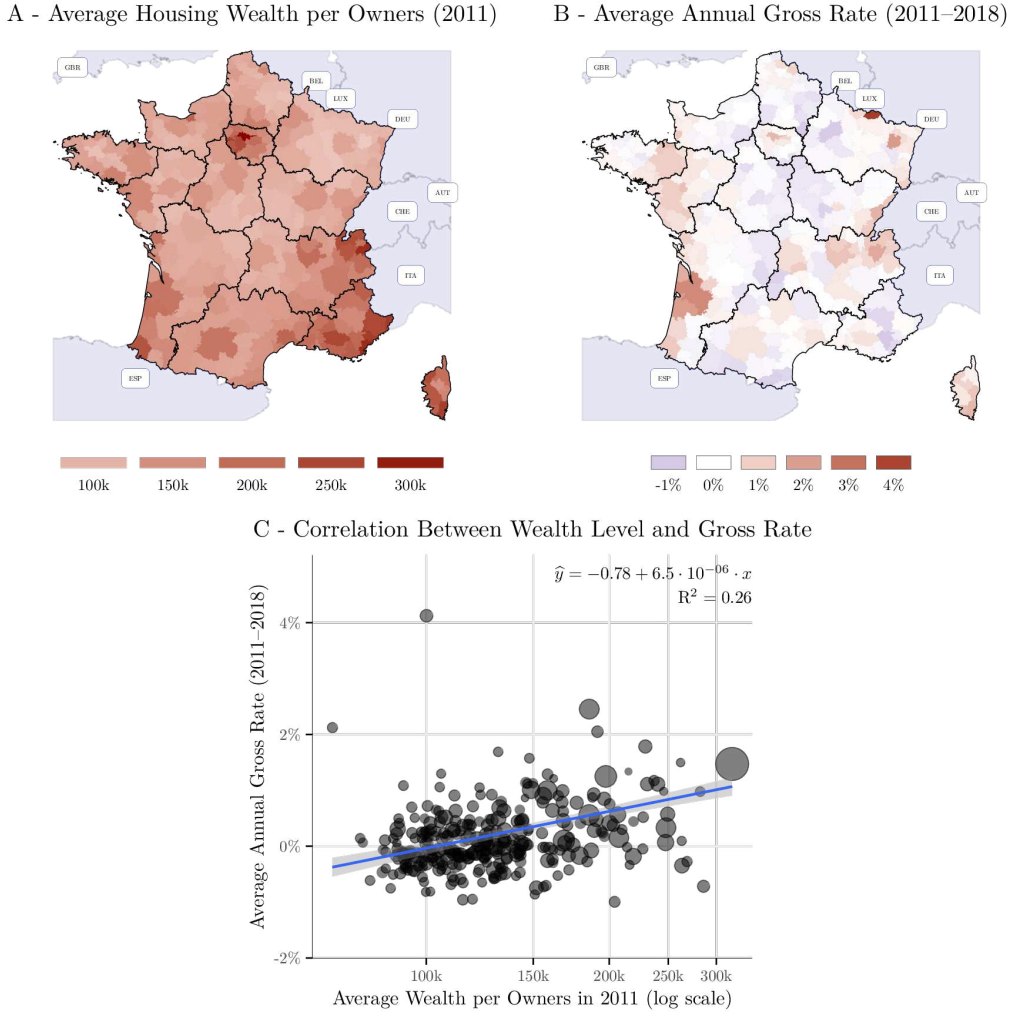 A - Average Housing Wealth per Owners (2011)
B - Average Annual Gross Rate (2011–2018)
GBR
BEL
LUX
DEU
AUT
CHE
ITA
ESP
GBR
BEL
LUX
DEU
AUT
CHE
ITA
ESP
100k 150k 200k 250k 300k
-1% 0% 1% 2% 3% 4%
C - Correlation Between Wealth Level and Gross Rate
ŷ = −0.78 + 6.5 · 10⁻⁰⁶ · x
R² = 0.26
Average Annual Gross Rate (2011–2018)
4%
2%
0%
-2%
100k 150k 200k 250k 300k
Average Wealth per Owners in 2011 (log scale)